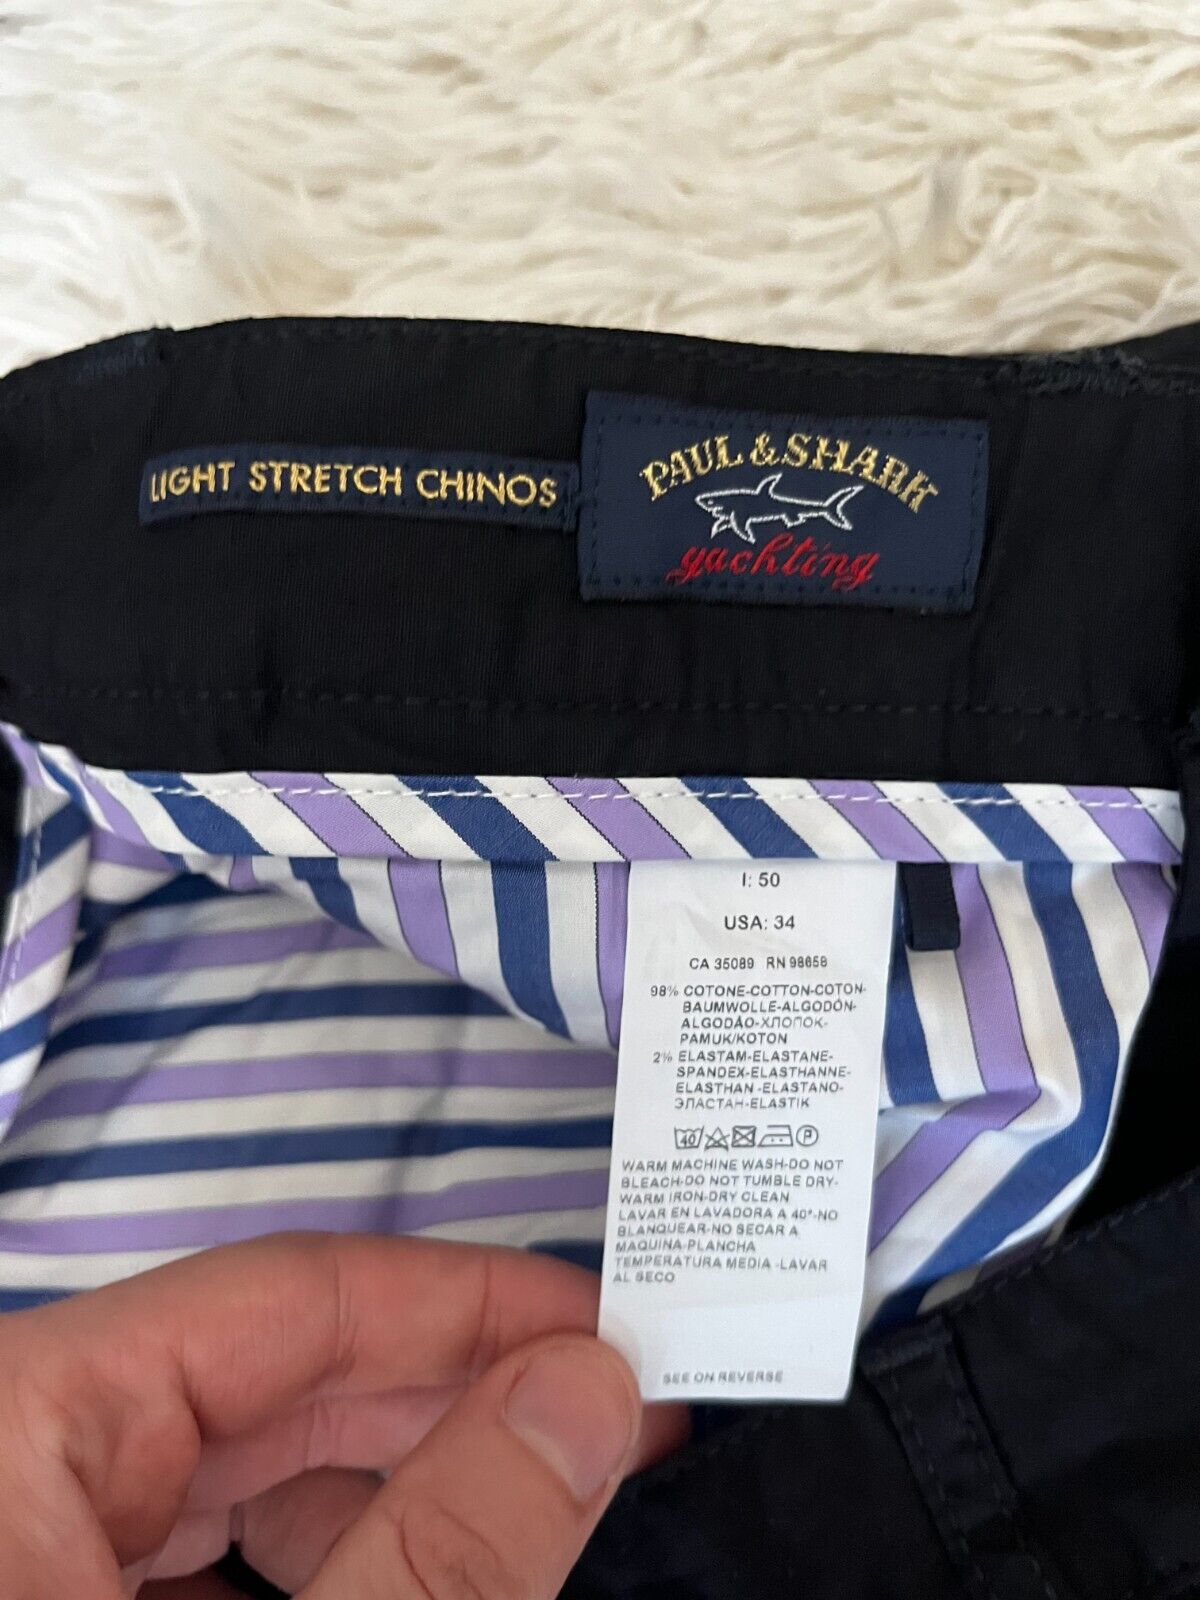 LIGHT STRETCH CHINOS
PAUL & SHARK
yachting
I: 50
USA: 34
CA 35089 RN 98658
98% COTONE-COTTON-COTON-
BAUMWOLLE-ALGODÓN-
ALGODÃO-ХЛОПОК-
PAMUK/KOTON
2% ELASTAM-ELASTANE-
SPANDEX-ELASTHANNE-
ELASTHAN -ELASTANO-
ЭЛАСТАН-ELASTIK
40 P
WARM MACHINE WASH-DO NOT
BLEACH-DO NOT TUMBLE DRY-
WARM IRON-DRY CLEAN
LAVAR EN LAVADORA A 40°-NO
BLANQUEAR-NO SECAR A
MAQUINA-PLANCHA
TEMPERATURA MEDIA -LAVAR
AL SECO
SEE ON REVERSE